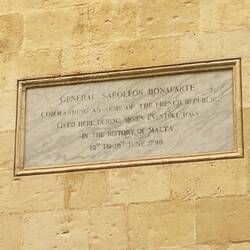 GENERAL NAPOLEON BONAPARTE
COMMANDING AN ARMY OF THE FRENCH REPUBLIC
LIVED HERE DURING SEVEN EVENTFUL DAYS
IN THE HISTORY OF MALTA
12TH TO 18TH JUNE 1798